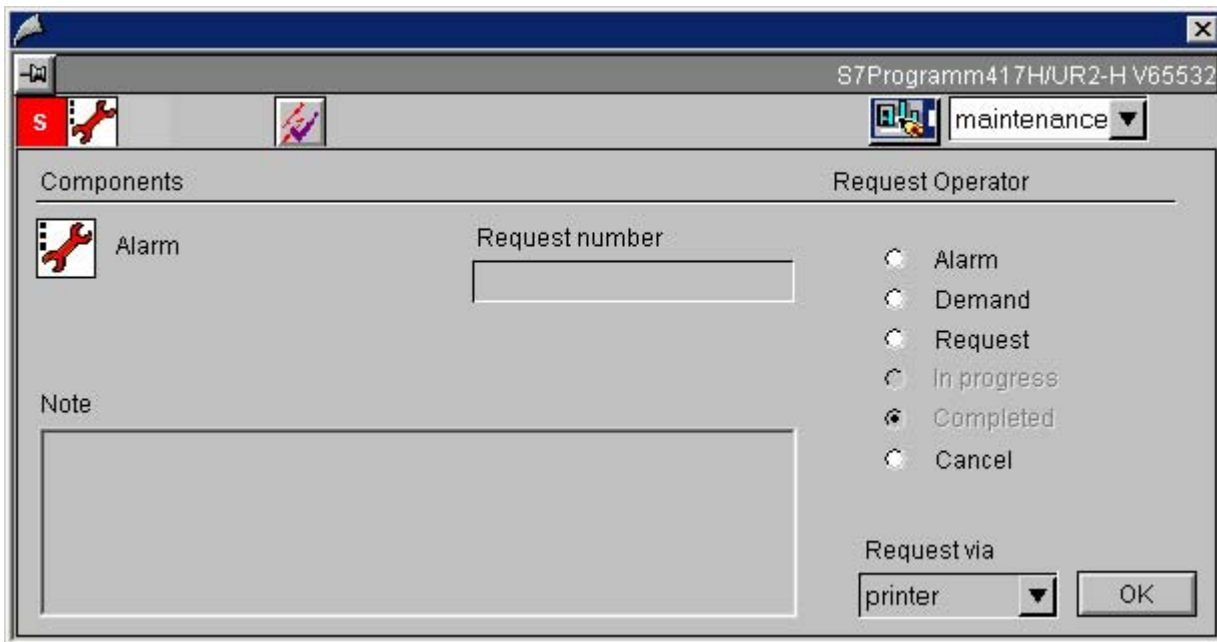 S7Programm417H/UR2-H V65532
S
maintenance
Components
Request Operator
Alarm
Request number
Alarm
Demand
Request
In progress
Completed
Cancel
Note
Request via
printer
OK